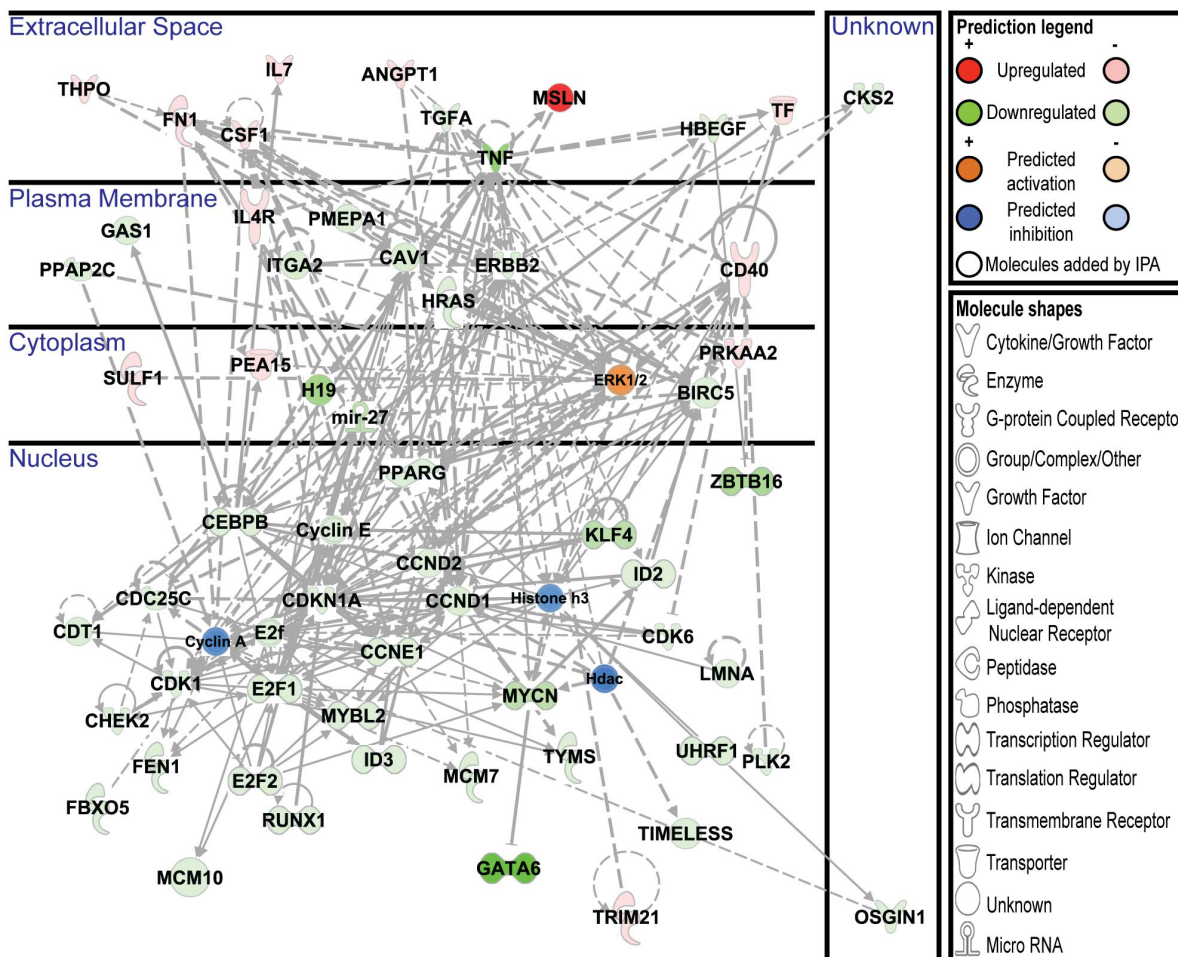 Extracellular Space
THPO
IL7
ANGPT1
MSLN
FN1
CSF1
TGFA
TNF
HBEGF
TF
Plasma Membrane
GAS1
IL4R
PMEPA1
PPAP2C
ITGA2
CAV1
ERBB2
CD40
HRAS
Cytoplasm
SULF1
PEA15
H19
mir-27
ERK1/2
PRKAA2
BIRC5
Nucleus
PPARG
ZBTB16
CEBPB
Cyclin E
KLF4
CCND2
ID2
CDC25C
CDKN1A
CCND1
Histone h3
CDT1
Cyclin A
E2f
CCNE1
CDK6
CDK1
E2F1
MYCN
Hdac
LMNA
CHEK2
MYBL2
FEN1
E2F2
ID3
MCM7
TYMS
UHRF1
PLK2
FBXO5
RUNX1
TIMELESS
MCM10
GATA6
TRIM21
Unknown
CKS2
OSGIN1
Prediction legend
+ -
Upregulated
Downregulated
+ -
Predicted
activation
Predicted
inhibition
Molecules added by IPA
Molecule shapes
Cytokine/Growth Factor
Enzyme
G-protein Coupled Recepto
Group/Complex/Other
Growth Factor
Ion Channel
Kinase
Ligand-dependent
Nuclear Receptor
Peptidase
Phosphatase
Transcription Regulator
Translation Regulator
Transmembrane Receptor
Transporter
Unknown
Micro RNA